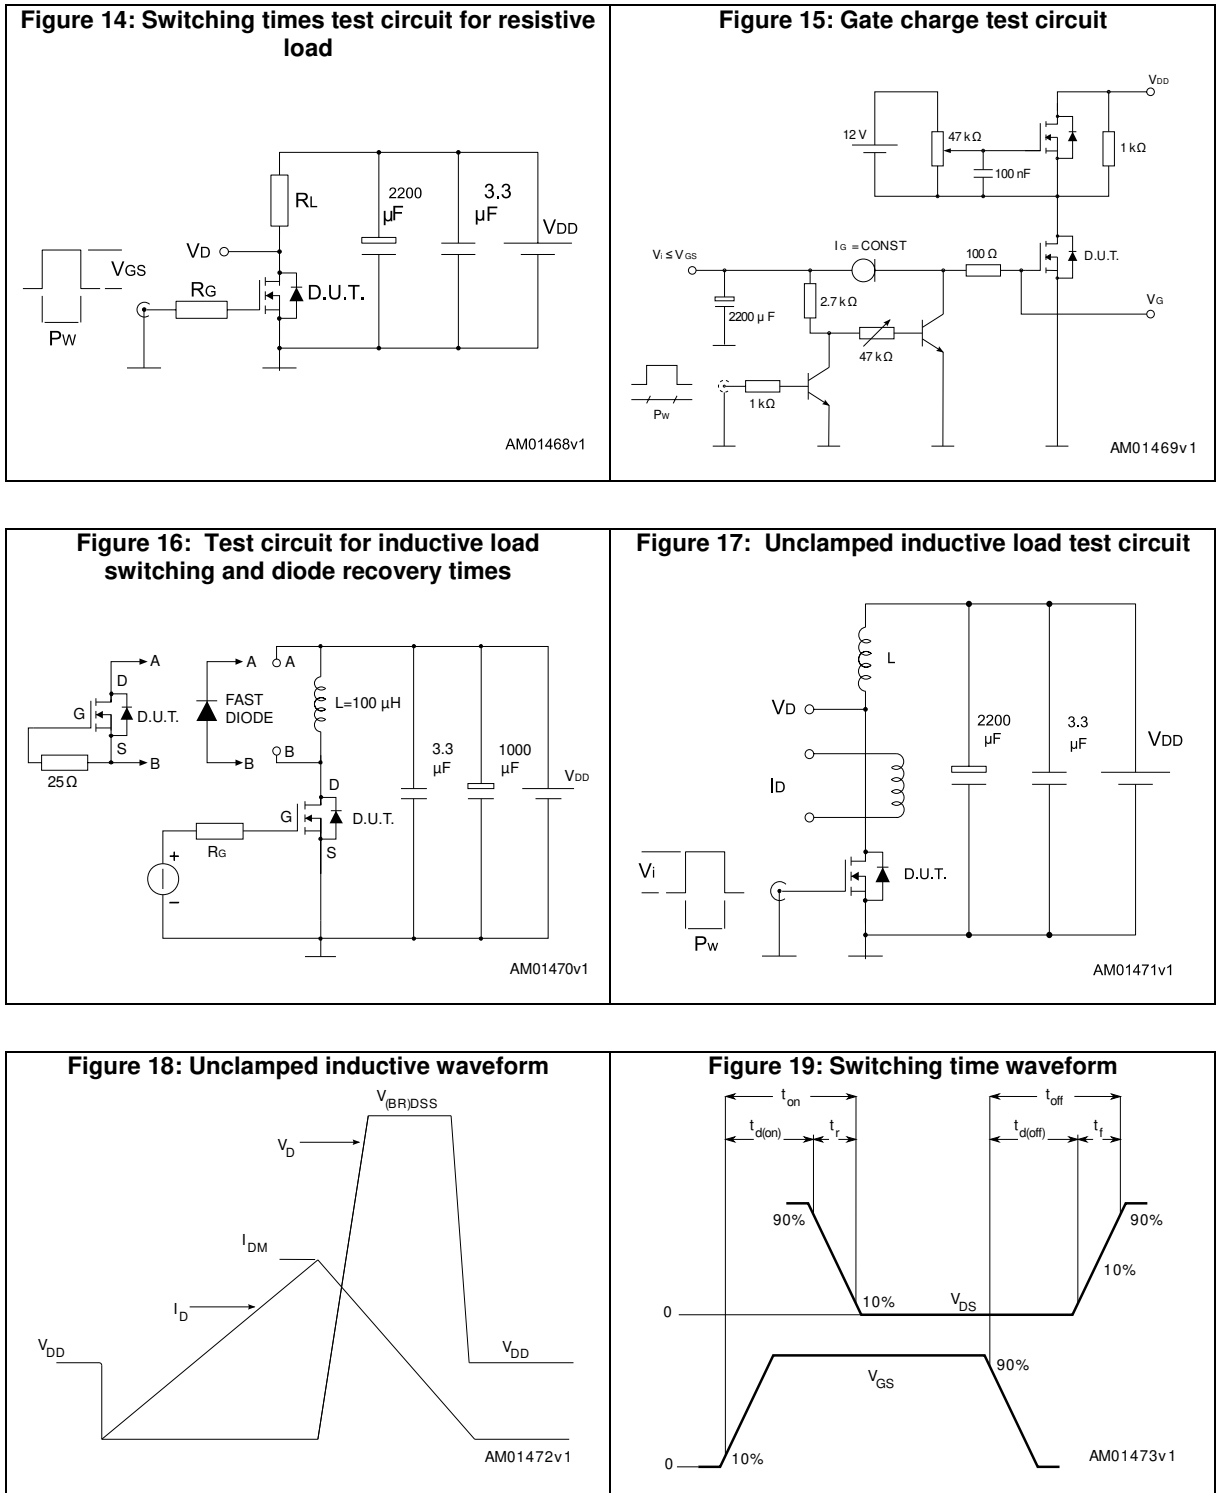 Figure 14: Switching times test circuit for resistive
load
RL
2200
μF
3.3
μF
VDD
VD
VGS
RG
D.U.T.
PW
AM01468v1
Figure 15: Gate charge test circuit
VDD
12 V
47 kΩ
1 kΩ
100 nF
Vi ≤ VGS
IG = CONST
100 Ω
D.U.T.
2.7 kΩ
2200 μ F
VG
47 kΩ
1 kΩ
PW
AM01469v1
Figure 16: Test circuit for inductive load
switching and diode recovery times
A
A
A
D
G
D.U.T.
FAST
DIODE
L=100 μH
S
B
B
B
25 Ω
3.3
μF
1000
μF
VDD
D
G
D.U.T.
RG
S
+
–
AM01470v1
Figure 17: Unclamped inductive load test circuit
L
VD
2200
μF
3.3
μF
VDD
ID
Vi
D.U.T.
PW
AM01471v1
Figure 18: Unclamped inductive waveform
V(BR)DSS
VD
IDM
ID
VDD
VDD
AM01472v1
Figure 19: Switching time waveform
ton
toff
td(on)
tr
td(off)
tf
90%
90%
10%
10%
0
VDS
90%
VGS
0
10%
AM01473v1